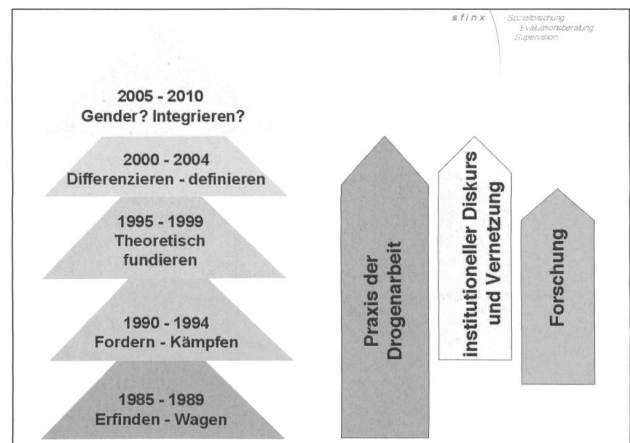 sfinx
Sozialforschung
Evaluationsberatung
Supervision
2005 - 2010
Gender? Integrieren?
2000 - 2004
Differenzieren - definieren
1995 - 1999
Theoretisch
fundieren
1990 - 1994
Fordern - Kämpfen
1985 - 1989
Erfinden - Wagen
Praxis der
Drogenarbeit
institutioneller Diskurs
und Vernetzung
Forschung